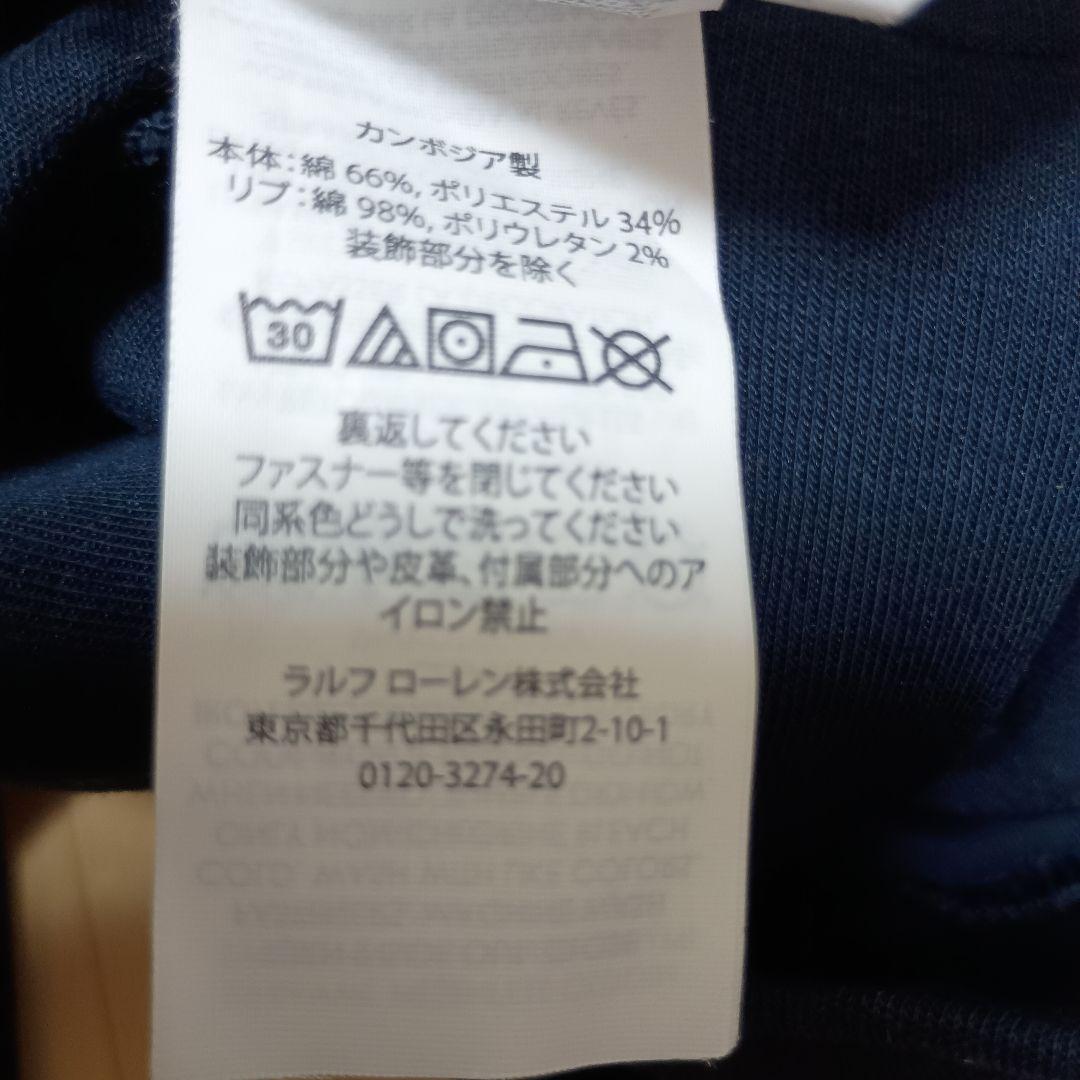 カンボジア製
本体：綿 66%, ポリエステル 34%
リブ：綿 98%, ポリウレタン 2%
装飾部分を除く
30
裏返してください
ファスナー等を閉じてください
同系色どうしで洗ってください
装飾部分や皮革、付属部分へのア
イロン禁止
ラルフ ローレン株式会社
東京都千代田区永田町2-10-1
0120-3274-20